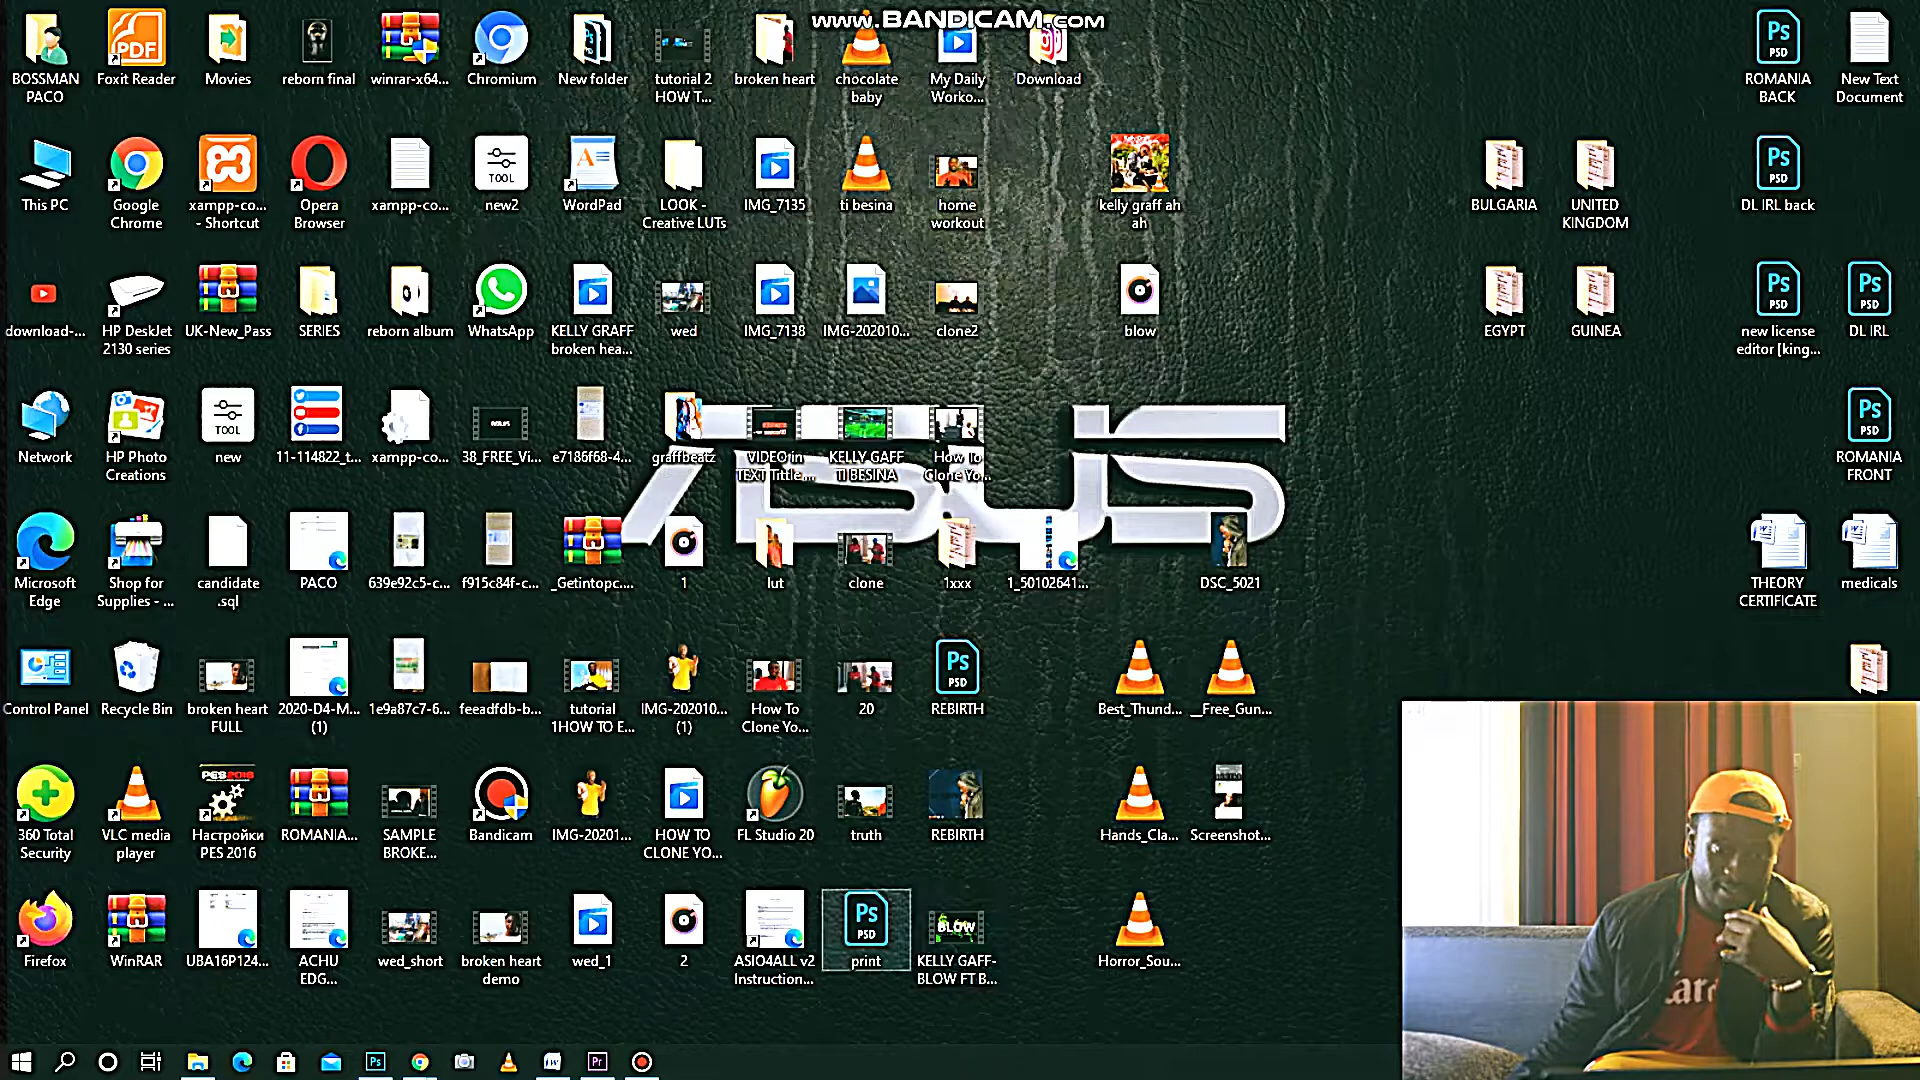 www.BANDICAM.com
BOSSMAN PACO
Foxit Reader
Movies
reborn final
winrar-x64...
Chromium
New folder
tutorial 2 HOW T...
broken heart
chocolate baby
My Daily Worko...
Download
ROMANIA BACK
New Text Document
This PC
Google Chrome
xampp-co... - Shortcut
Opera Browser
xampp-co...
TOOL
new2
WordPad
LOOK - Creative LUTs
IMG_7135
ti besina
home workout
kelly graff ah ah
BULGARIA
UNITED KINGDOM
DL IRL back
download-...
HP DeskJet 2130 series
UK-New_Pass
SERIES
reborn album
WhatsApp
KELLY GRAFF broken hea...
wed
IMG_7138
IMG-202010...
clone2
blow
EGYPT
GUINEA
new license editor [king...
DL IRL
Network
HP Photo Creations
TOOL
new
11-114822_t...
xampp-co...
38_FREE_Vi...
e7186f68-4...
graffbeatz
VIDEO in TEXT Tittle...
KELLY GAFF TI BESINA
How To Clone Yo...
ASUS
ROMANIA FRONT
Microsoft Edge
Shop for Supplies - ...
candidate .sql
PACO
639e92c5-c...
f915c84f-c...
_Getintopc....
1
lut
clone
1xxx
1_50102641...
DSC_5021
THEORY CERTIFICATE
medicals
Control Panel
Recycle Bin
broken heart FULL
2020-D4-M... (1)
1e9a87c7-6...
feeadfdb-b...
tutorial 1HOW TO E...
IMG-202010... (1)
How To Clone Yo...
20
Ps PSD
REBIRTH
Best_Thund...
__Free_Gun...
360 Total Security
VLC media player
PES2016
Настройки PES 2016
ROMANIA...
SAMPLE BROKE...
Bandicam
IMG-20201...
HOW TO CLONE YO...
FL Studio 20
truth
REBIRTH
Hands_Cla...
Screenshot...
Firefox
WinRAR
UBA16P124...
ACHU EDG...
wed_short
broken heart demo
wed_1
2
ASIO4ALL v2 Instruction...
Ps PSD
print
BLOW
KELLY GAFF- BLOW FT B...
Horror_Sou...